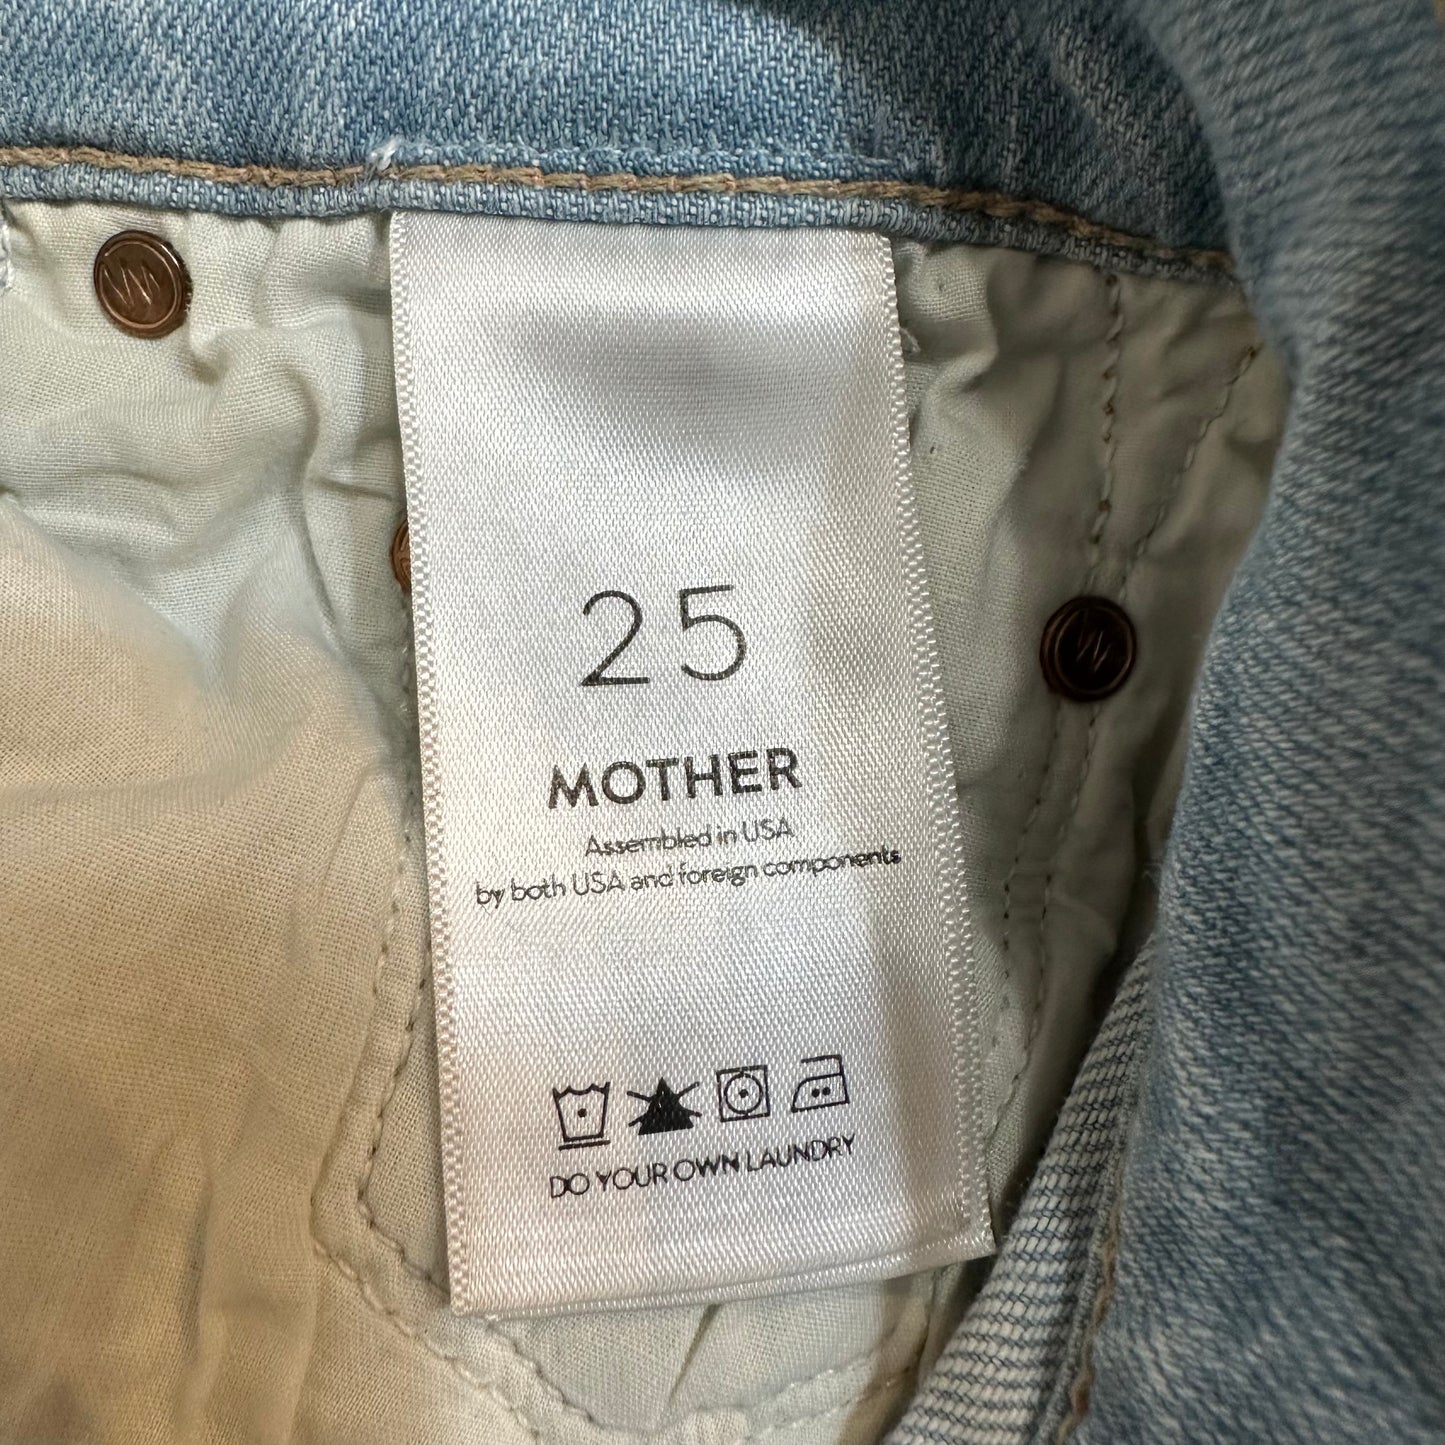 25
MOTHER
Assembled in USA
by both USA and foreign components
DO YOUR OWN LAUNDRY